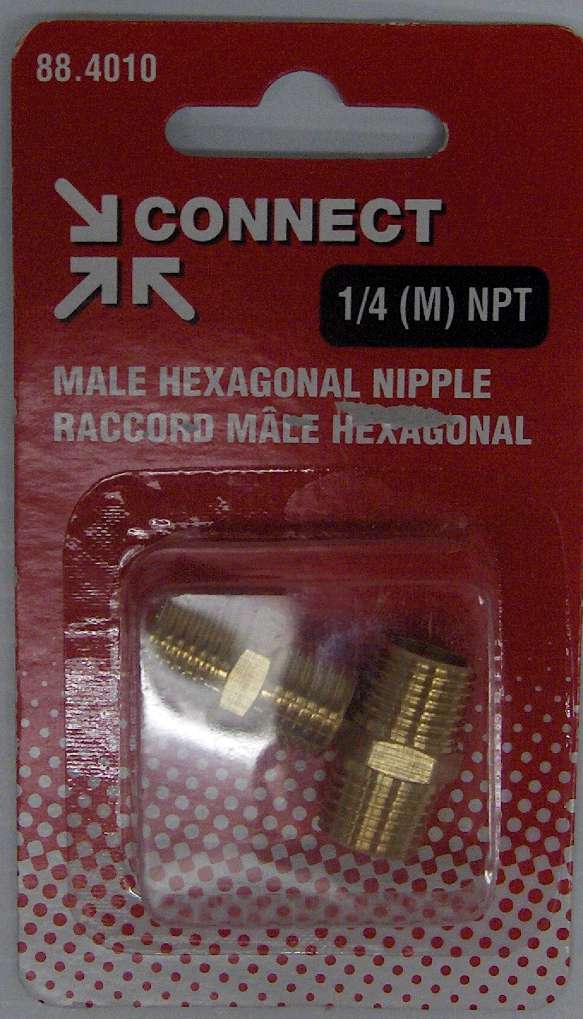 88.4010
CONNECT
1/4 (M) NPT
MALE HEXAGONAL NIPPLE
RACCORD MÂLE HEXAGONAL